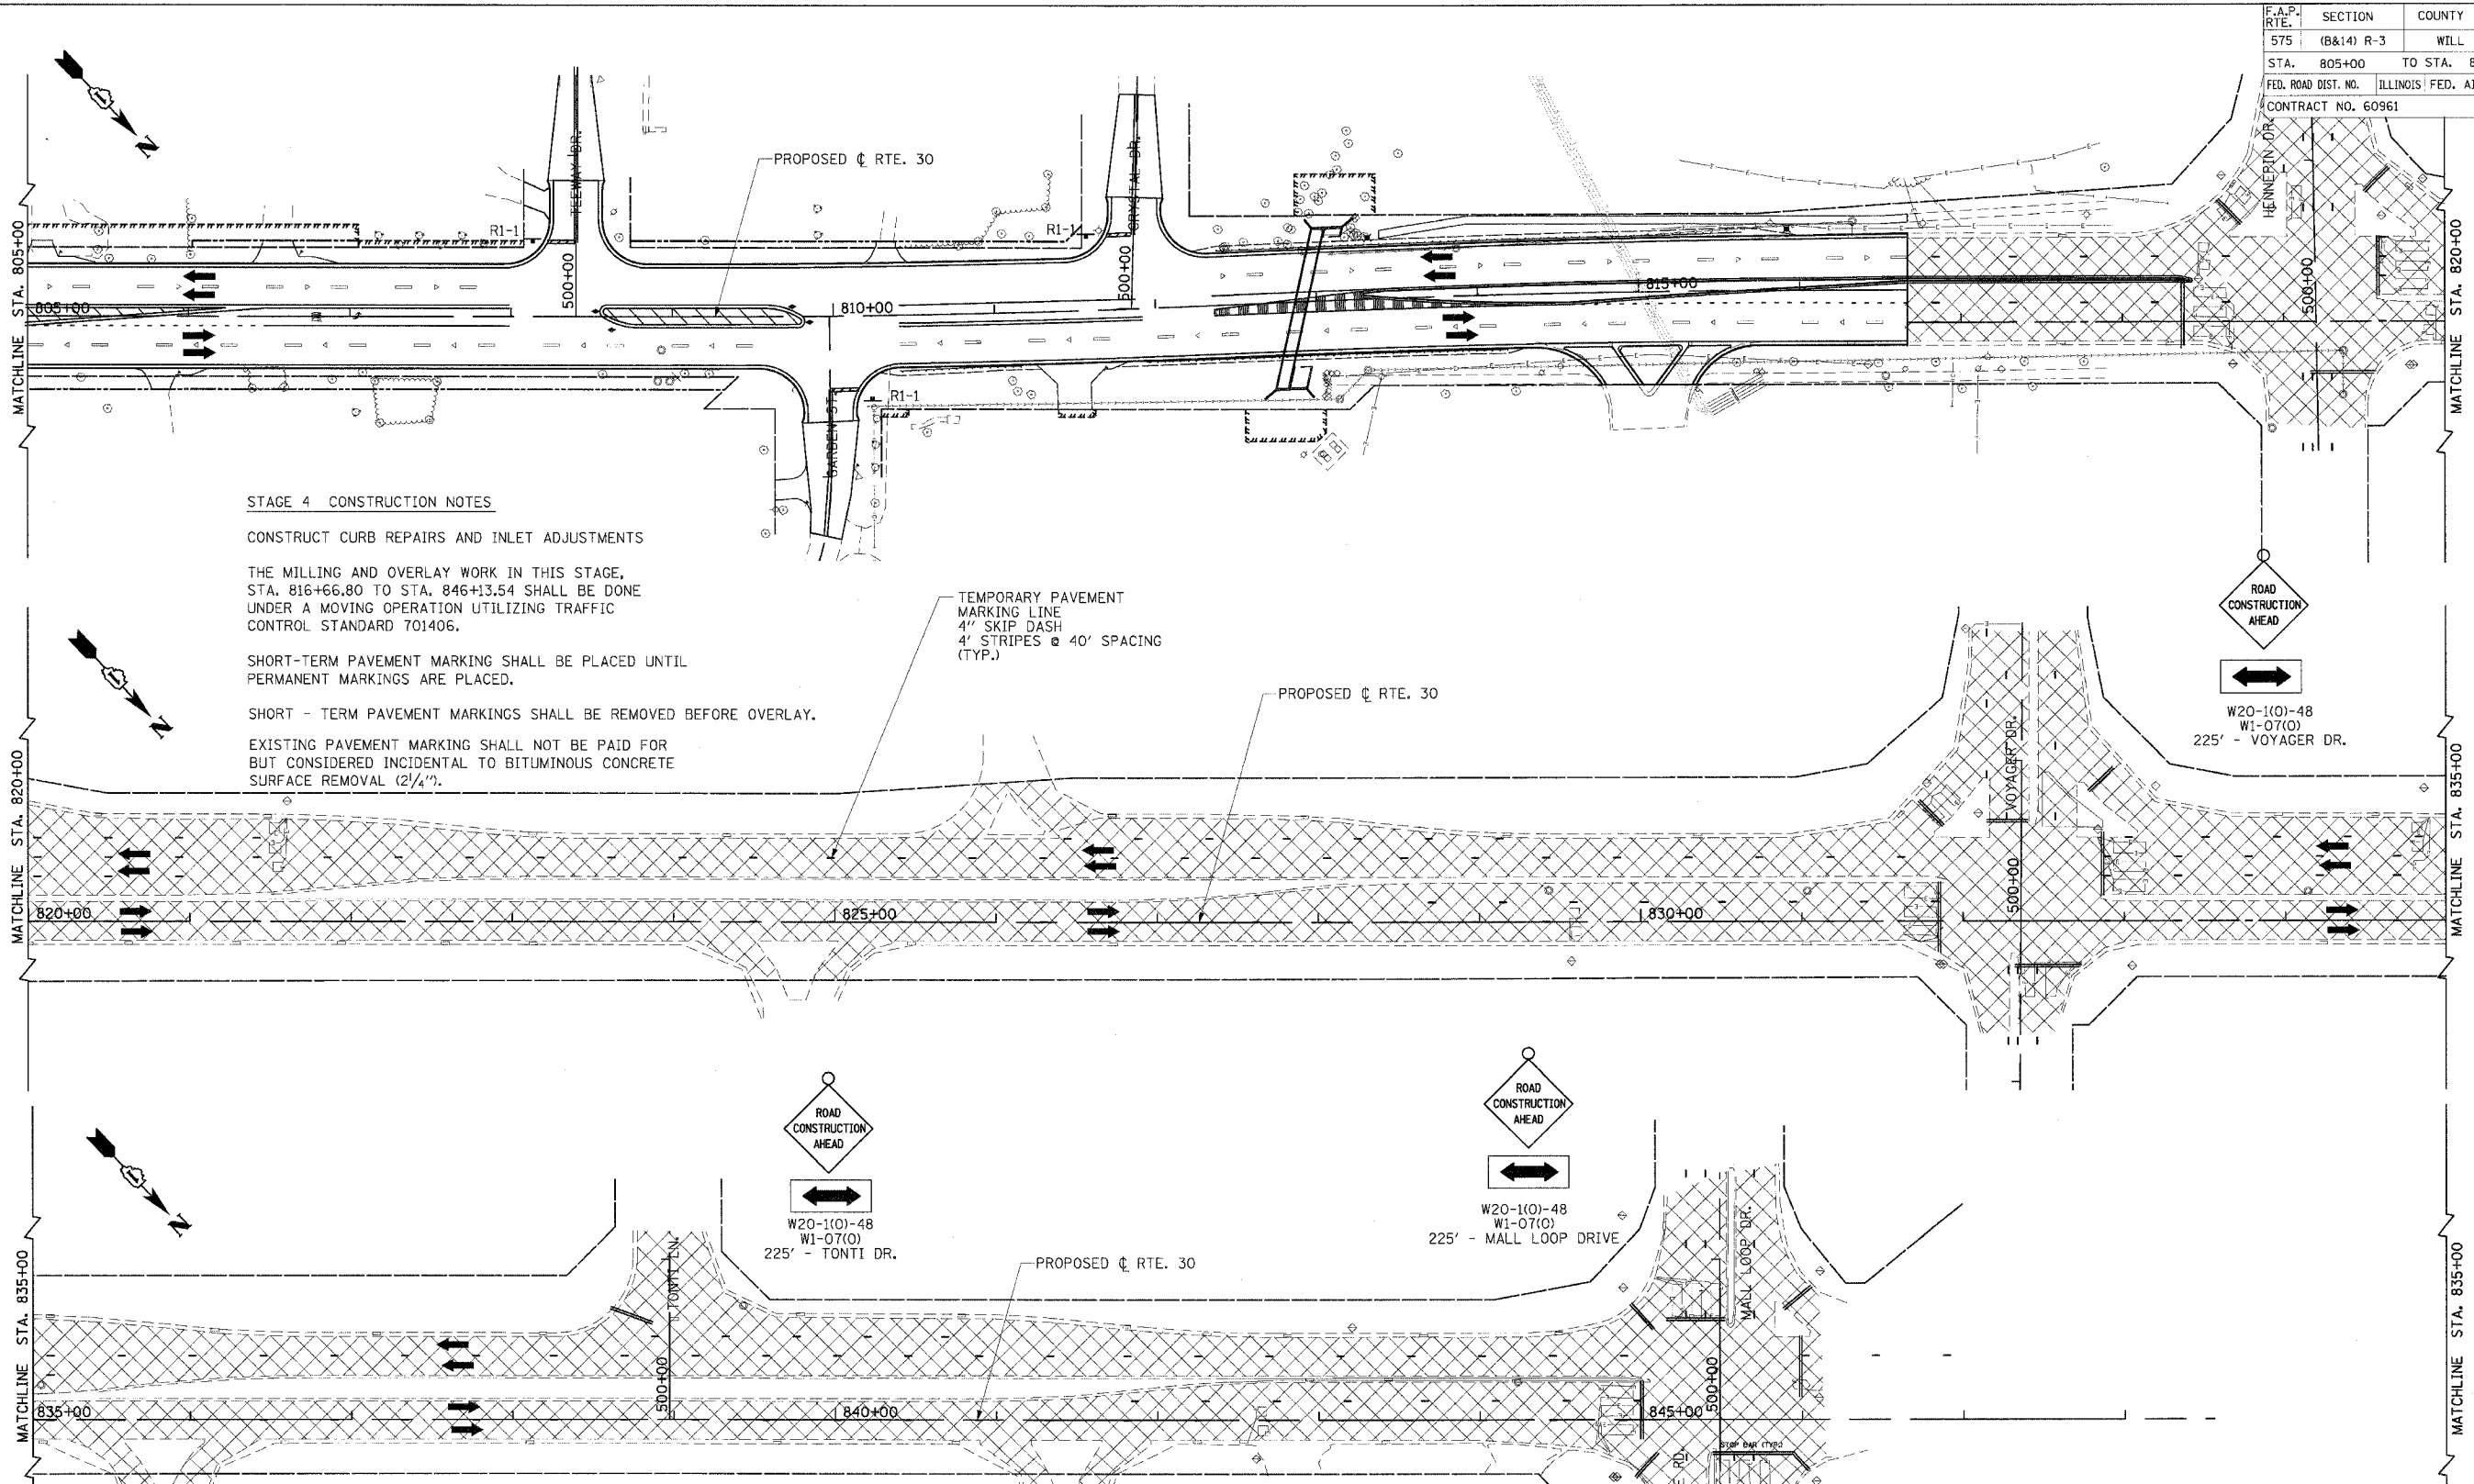 F.A.P. RTE. SECTION COUNTY
575 (B&14) R-3 WILL
STA. 805+00 TO STA. 8
FED. ROAD DIST. NO. ILLINOIS FED. AI
CONTRACT NO. 60961
N
MATCHLINE STA. 805+00
TEEWAY DR.
CRYSTAL DR.
HENNEPIN DR.
PROPOSED ℄ RTE. 30
R1-1
R1-1
R1-1
500+00
500+00
500+00
805+00
810+00
815+00
GARDEN ST.
MATCHLINE STA. 820+00
STAGE 4 CONSTRUCTION NOTES
CONSTRUCT CURB REPAIRS AND INLET ADJUSTMENTS
THE MILLING AND OVERLAY WORK IN THIS STAGE,
STA. 816+66.80 TO STA. 846+13.54 SHALL BE DONE
UNDER A MOVING OPERATION UTILIZING TRAFFIC
CONTROL STANDARD 701406.
SHORT-TERM PAVEMENT MARKING SHALL BE PLACED UNTIL
PERMANENT MARKINGS ARE PLACED.
SHORT - TERM PAVEMENT MARKINGS SHALL BE REMOVED BEFORE OVERLAY.
EXISTING PAVEMENT MARKING SHALL NOT BE PAID FOR
BUT CONSIDERED INCIDENTAL TO BITUMINOUS CONCRETE
SURFACE REMOVAL (2¼").
TEMPORARY PAVEMENT
MARKING LINE
4" SKIP DASH
4' STRIPES @ 40' SPACING
(TYP.)
PROPOSED ℄ RTE. 30
ROAD
CONSTRUCTION
AHEAD
W20-1(O)-48
W1-07(O)
225' - VOYAGER DR.
N
MATCHLINE STA. 820+00
820+00
825+00
830+00
VOYAGER DR.
500+00
MATCHLINE STA. 835+00
ROAD
CONSTRUCTION
AHEAD
W20-1(O)-48
W1-07(O)
225' - TONTI DR.
ROAD
CONSTRUCTION
AHEAD
W20-1(O)-48
W1-07(O)
225' - MALL LOOP DRIVE
N
MATCHLINE STA. 835+00
TONTI LN.
PROPOSED ℄ RTE. 30
MALL LOOP DR.
500+00
500+00
835+00
840+00
845+00
STOP BAR (TYP.)
RD.
MATCHLINE STA. 835+00